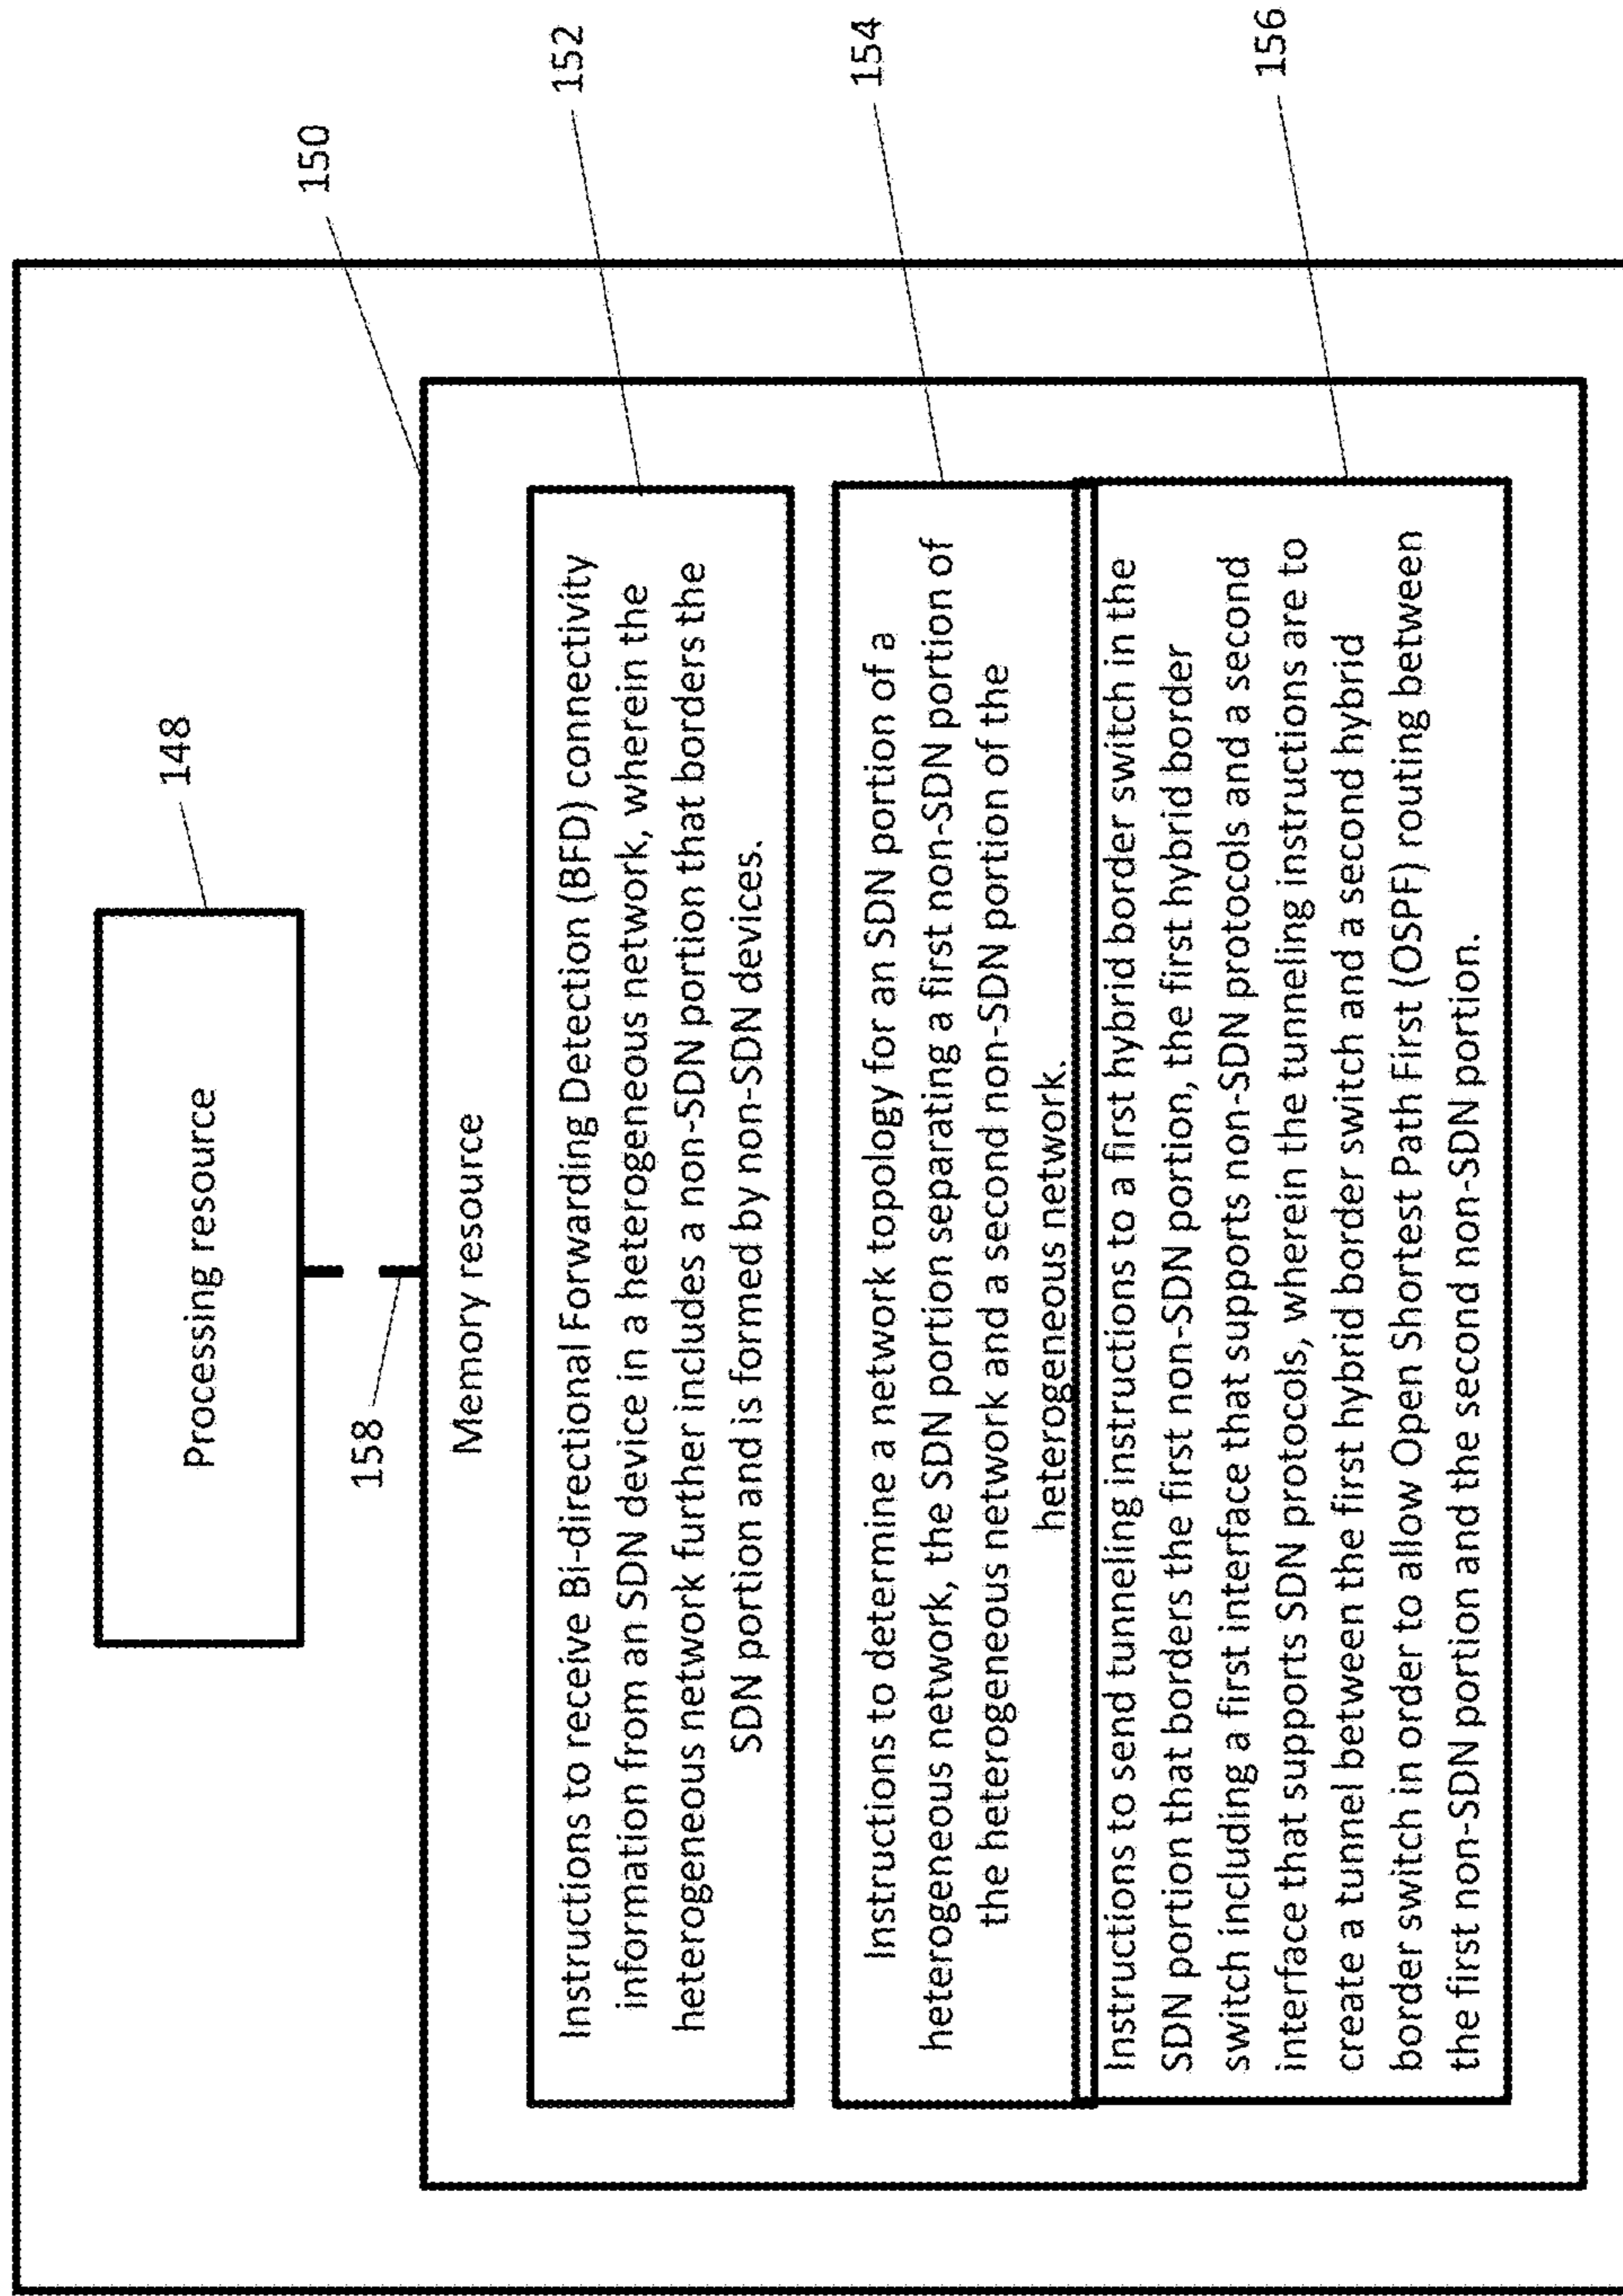 150
Processing resource
148
158
Memory resource
Instructions to receive Bi-directional Forwarding Detection (BFD) connectivity
information from an SDN device in a heterogeneous network, wherein the
heterogeneous network further includes a non-SDN portion that borders the
SDN portion and is formed by non-SDN devices.
152
Instructions to determine a network topology for an SDN portion of a
heterogeneous network, the SDN portion separating a first non-SDN portion of
the heterogeneous network and a second non-SDN portion of the
heterogeneous network.
154
Instructions to send tunneling instructions to a first hybrid border switch in the
SDN portion that borders the first non-SDN portion, the first hybrid border
switch including a first interface that supports non-SDN protocols and a second
interface that supports SDN protocols, wherein the tunneling instructions are to
create a tunnel between the first hybrid border switch and a second hybrid
border switch in order to allow Open Shortest Path First (OSPF) routing between
the first non-SDN portion and the second non-SDN portion.
156